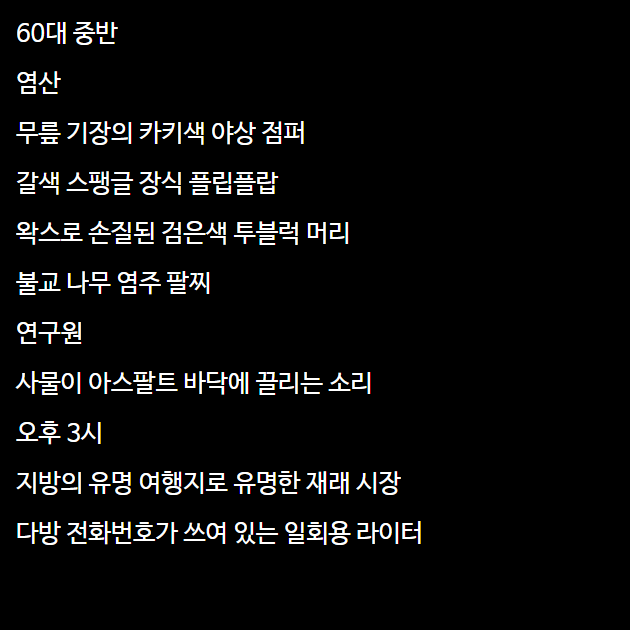 60대 중반
염산
무릎 기장의 카키색 야상 점퍼
갈색 스팽글 장식 플립플랍
왁스로 손질된 검은색 투블럭 머리
불교 나무 염주 팔찌
연구원
사물이 아스팔트 바닥에 끌리는 소리
오후 3시
지방의 유명 여행지로 유명한 재래 시장
다방 전화번호가 쓰여 있는 일회용 라이터